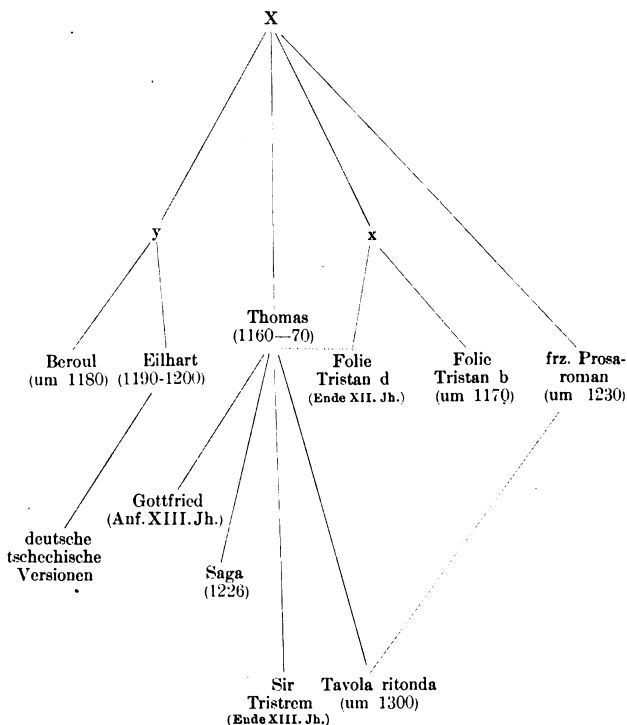 X
y
x
Thomas
(1160—70)
Beroul
(um 1180)
Eilhart
(1190-1200)
Folie
Tristan d
(Ende XII. Jh.)
Folie
Tristan b
(um 1170)
frz. Prosa-
roman
(um 1230)
Gottfried
(Anf. XIII. Jh.)
deutsche
tschechische
Versionen
Saga
(1226)
Sir
Tristrem
(Ende XIII. Jh.)
Tavola ritonda
(um 1300)